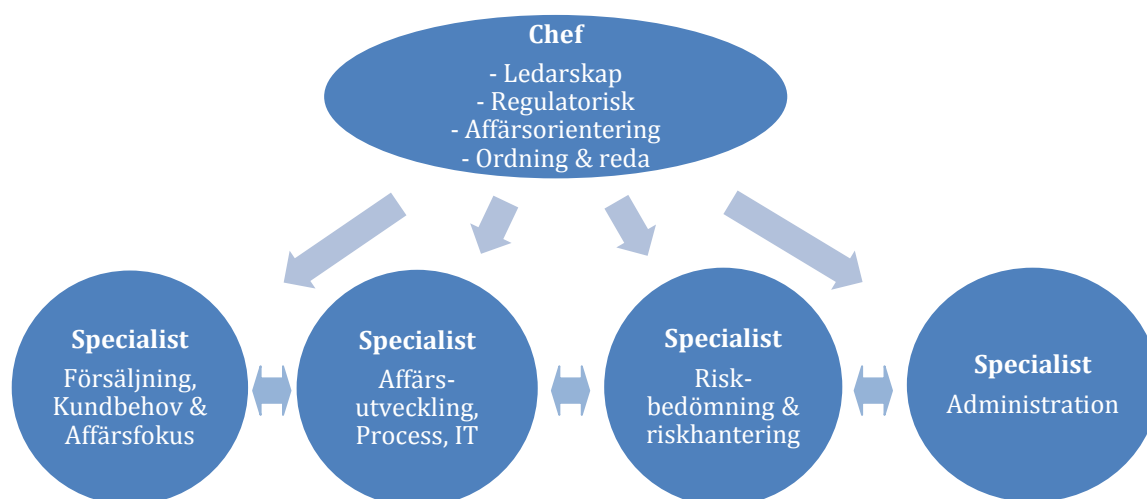 Chef
- Ledarskap
- Regulatorisk
- Affärsorientering
- Ordning & reda
Specialist
Försäljning,
Kundbehov &
Affärsfokus
Specialist
Affärs-
utveckling,
Process, IT
Specialist
Risk-
bedömning &
riskhantering
Specialist
Administration